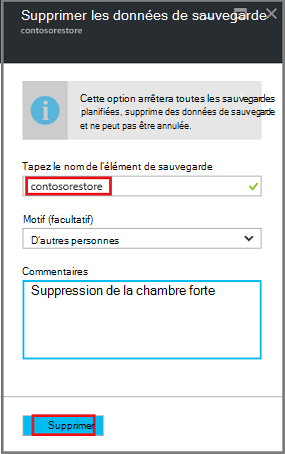 Supprimer les données de sauvegarde
contosorestore
Cette option arrêtera toutes les sauvegardes
planifiées, supprime des données de sauvegarde
et ne peut pas être annulée.
Tapez le nom de l'élément de sauvegarde
contosorestore
Motif (facultatif)
D'autres personnes
Commentaires
Suppression de la chambre forte
Supprimer